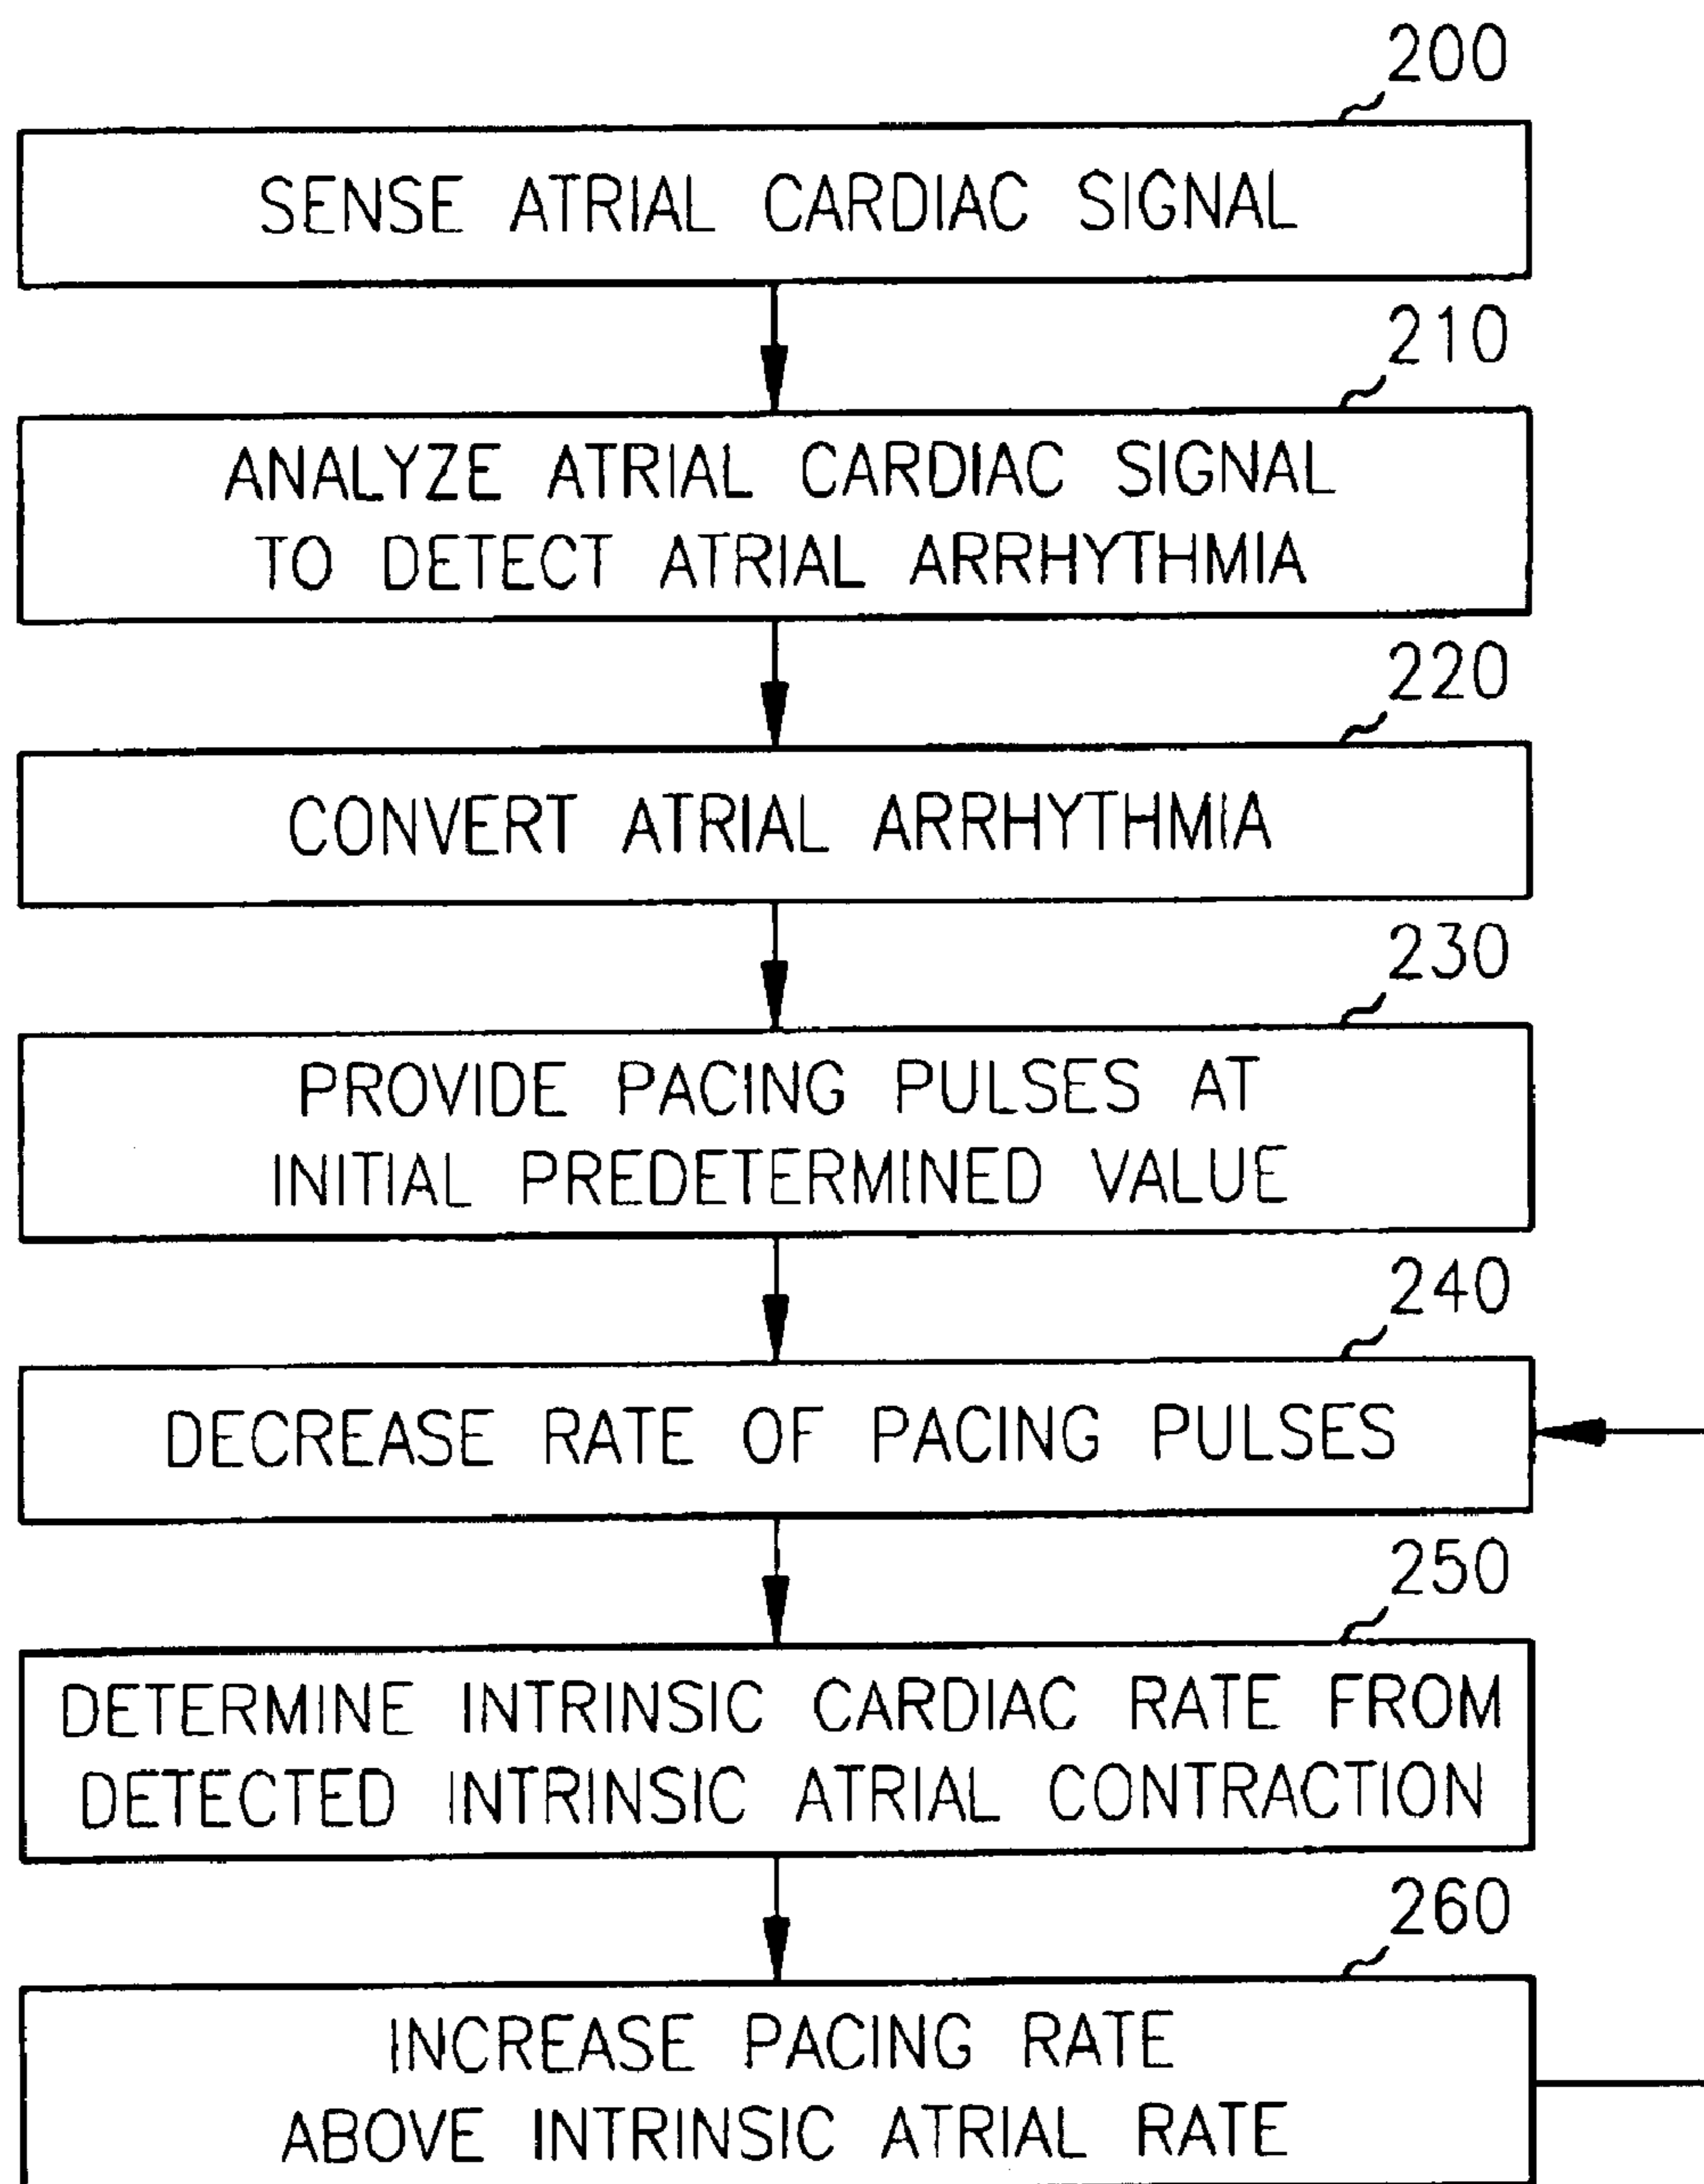 200
SENSE ATRIAL CARDIAC SIGNAL
210
ANALYZE ATRIAL CARDIAC SIGNAL
TO DETECT ATRIAL ARRHYTHMIA
220
CONVERT ATRIAL ARRHYTHMIA
230
PROVIDE PACING PULSES AT
INITIAL PREDETERMINED VALUE
240
DECREASE RATE OF PACING PULSES
250
DETERMINE INTRINSIC CARDIAC RATE FROM
DETECTED INTRINSIC ATRIAL CONTRACTION
260
INCREASE PACING RATE
ABOVE INTRINSIC ATRIAL RATE